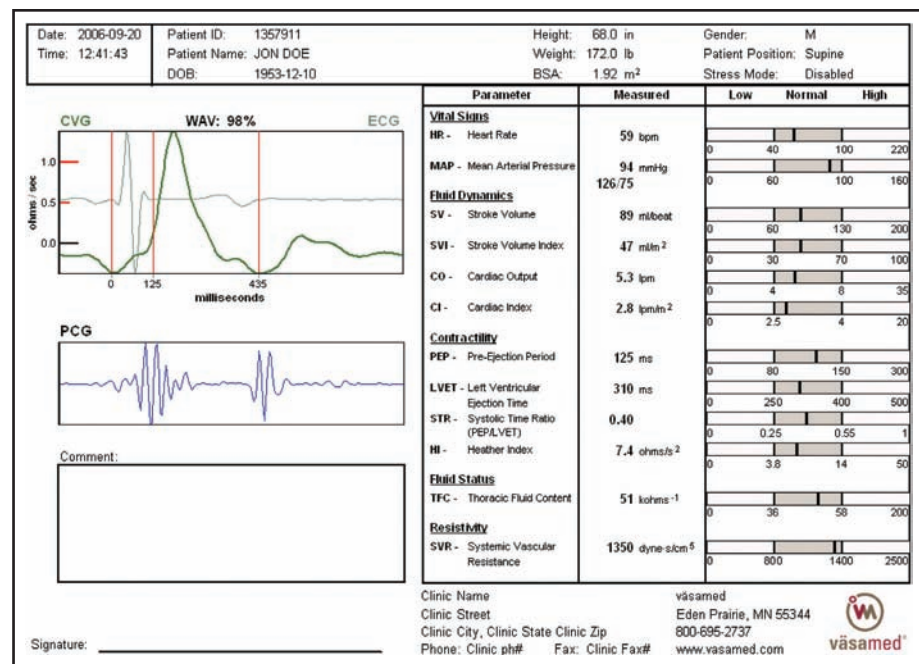 Date: 2006-09-20 Patient ID: 1357911 Height: 68.0 in Gender: M
Time: 12:41:43 Patient Name: JON DOE Weight: 172.0 lb Patient Position: Supine
DOB: 1953-12-10 BSA: 1.92 m² Stress Mode: Disabled
CVG WAV: 98% ECG
1.0
0.5
0.0
ohms / sec
0 125 435
milliseconds
PCG
Comment:
Signature:
Parameter Measured Low Normal High
Vital Signs
HR - Heart Rate 59 bpm
0 40 100 220
MAP - Mean Arterial Pressure 94 mmHg
126/75
0 60 100 160
Fluid Dynamics
SV - Stroke Volume 89 ml/beat
0 60 130 200
SVI - Stroke Volume Index 47 ml/m²
0 30 70 100
CO - Cardiac Output 5.3 lpm
0 4 8 35
CI - Cardiac Index 2.8 lpm/m²
0 2.5 4 20
Contractility
PEP - Pre-Ejection Period 125 ms
0 80 150 300
LVET - Left Ventricular
Ejection Time
310 ms
0 250 400 500
STR - Systolic Time Ratio
(PEP/LVET)
0.40
0 0.25 0.55 1
HI - Heather Index 7.4 ohms/s²
0 3.8 14 50
Fluid Status
TFC - Thoracic Fluid Content 51 kohms⁻¹
0 36 58 200
Resistivity
SVR - Systemic Vascular
Resistance
1350 dyne·s/cm⁵
0 800 1400 2500
Clinic Name
Clinic Street
Clinic City, Clinic State Clinic Zip
Phone: Clinic ph# Fax: Clinic Fax#
väsamed
Eden Prairie, MN 55344
800-695-2737
www.vasamed.com
väsamed®